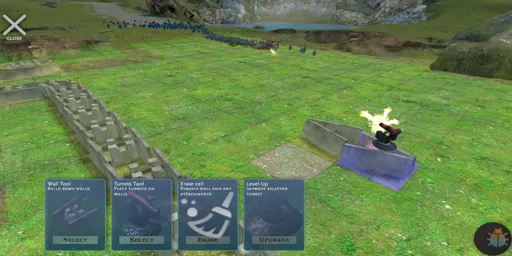 CLOSE
Wall Tool
Build some walls.
Select
Turrets Tool
Place turrets on
walls.
Select
Erase cell
Remove wall and any
attachments.
Erase
Level Up
Improve selected
turret
Upgrade